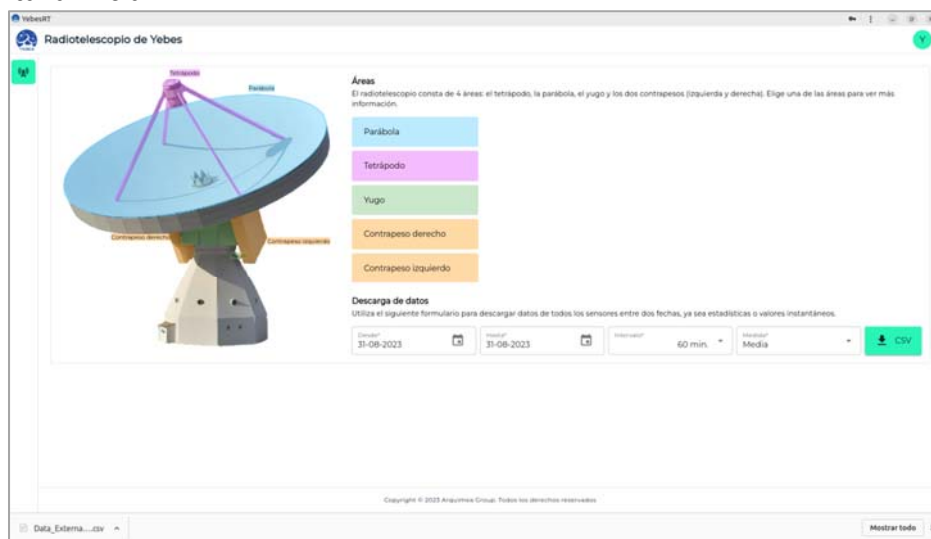 YebesRT
Radiotelescopio de Yebes
Y
Tetrápodo
Parábola
Contrapeso derecho
Contrapeso izquierdo
Áreas
El radiotelescopio consta de 4 áreas: el tetrápodo, la parábola, el yugo y los dos contrapesos (izquierda y derecha). Elige una de las áreas para ver más
información.
Parábola
Tetrápodo
Yugo
Contrapeso derecho
Contrapeso izquierdo
Descarga de datos
Utiliza el siguiente formulario para descargar datos de todos los sensores entre dos fechas, ya sea estadísticas o valores instantáneos.
Desde*
31-08-2023
Hasta*
31-08-2023
Intervalo*
60 min.
Medida*
Media
CSV
Copyright © 2023 Arquimea Group. Todos los derechos reservados
Data_Externa....csv
Mostrar todo